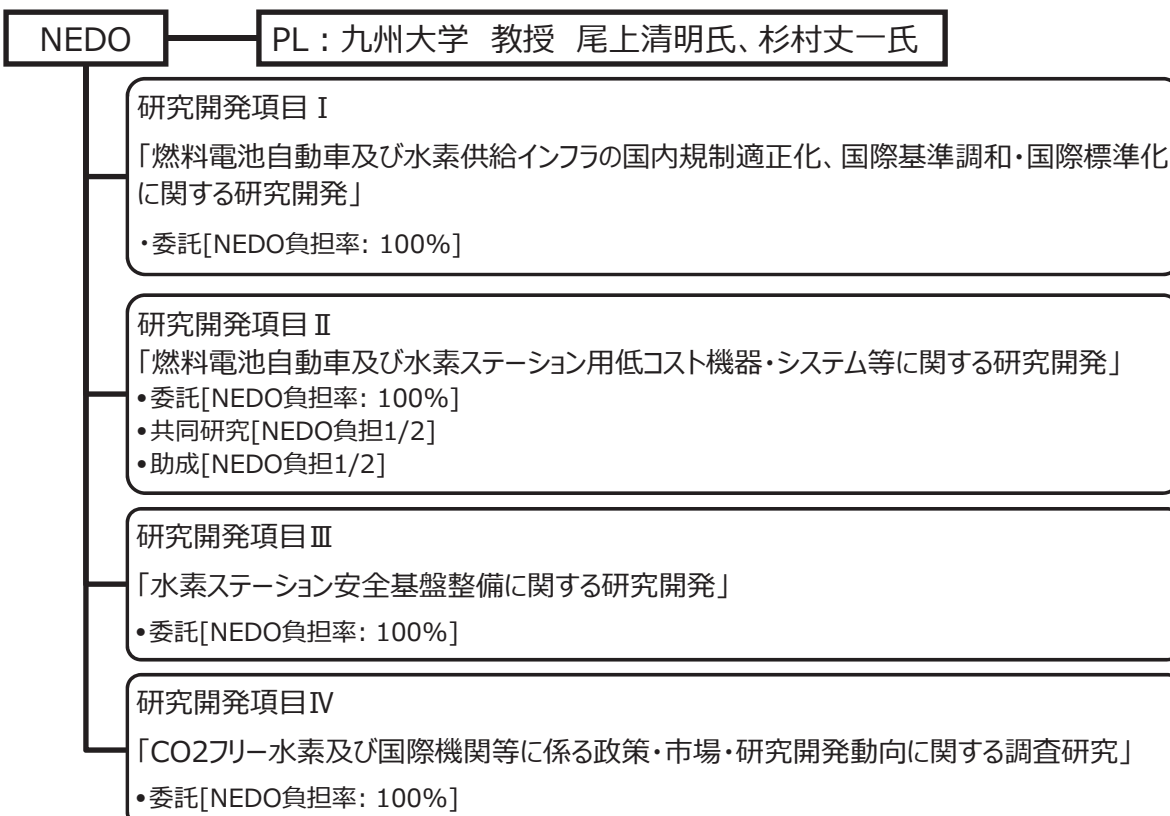 NEDO
PL：九州大学　教授　尾上清明氏、杉村丈一氏
研究開発項目Ⅰ
「燃料電池自動車及び水素供給インフラの国内規制適正化、国際基準調和・国際標準化
に関する研究開発」
・委託[NEDO負担率: 100%]
研究開発項目Ⅱ
「燃料電池自動車及び水素ステーション用低コスト機器・システム等に関する研究開発」
•委託[NEDO負担率: 100%]
•共同研究[NEDO負担1/2]
•助成[NEDO負担1/2]
研究開発項目Ⅲ
「水素ステーション安全基盤整備に関する研究開発」
•委託[NEDO負担率: 100%]
研究開発項目Ⅳ
「CO2フリー水素及び国際機関等に係る政策・市場・研究開発動向に関する調査研究」
•委託[NEDO負担率: 100%]